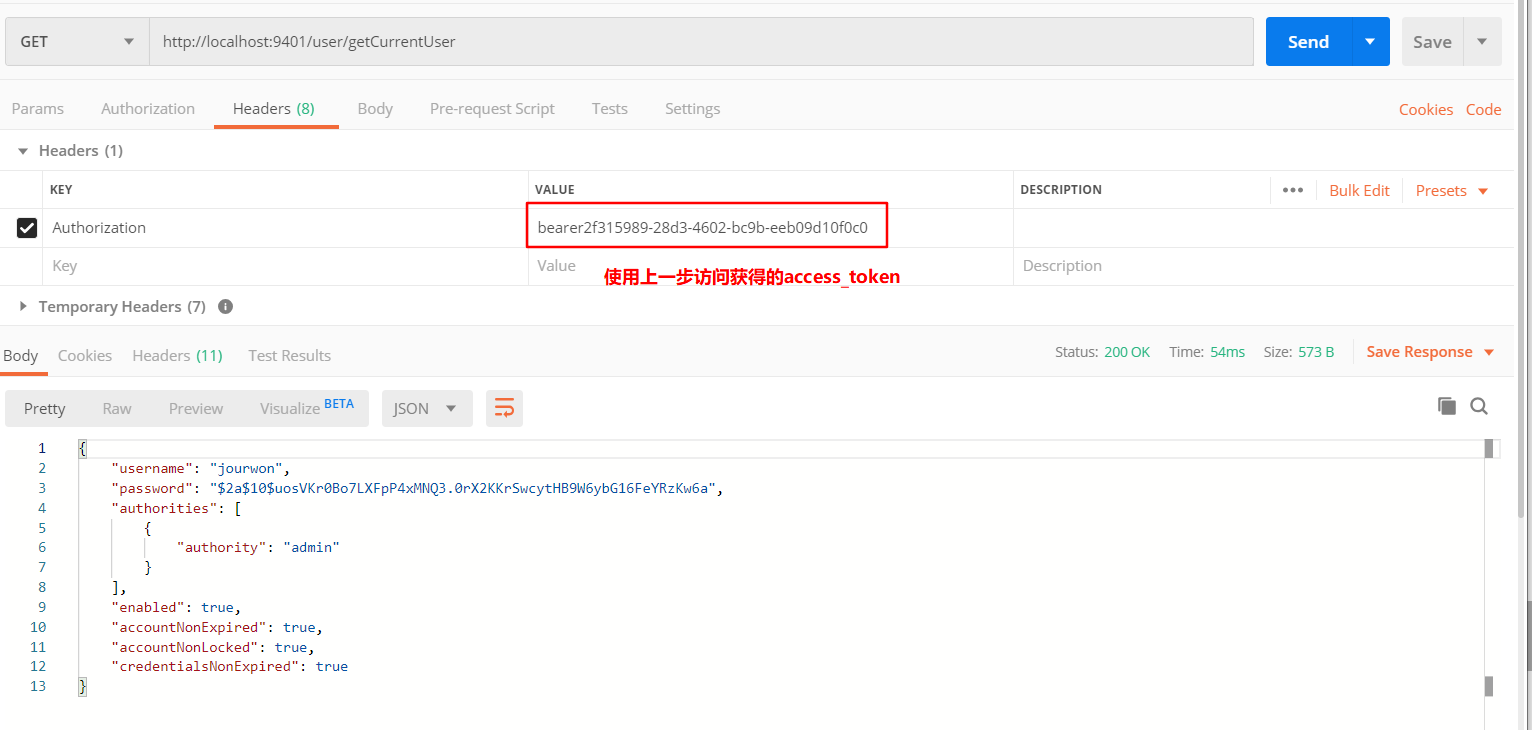 GET http://localhost:9401/user/getCurrentUser Send Save
Params Authorization Headers (8) Body Pre-request Script Tests Settings Cookies Code
Headers (1)
KEY VALUE DESCRIPTION ••• Bulk Edit Presets
Authorization bearer2f315989-28d3-4602-bc9b-eeb09d10f0c0
Key Value Description
使用上一步访问获得的access_token
Temporary Headers (7) i
Body Cookies Headers (11) Test Results Status: 200 OK Time: 54ms Size: 573 B Save Response
Pretty Raw Preview Visualize BETA JSON
1 {
2 "username": "jourwon",
3 "password": "$2a$10$uosVKr0Bo7LXFpP4xMNQ3.0rX2KKrSwcytHB9W6ybG16FeYRzKw6a",
4 "authorities": [
5 {
6 "authority": "admin"
7 }
8 ],
9 "enabled": true,
10 "accountNonExpired": true,
11 "accountNonLocked": true,
12 "credentialsNonExpired": true
13 }